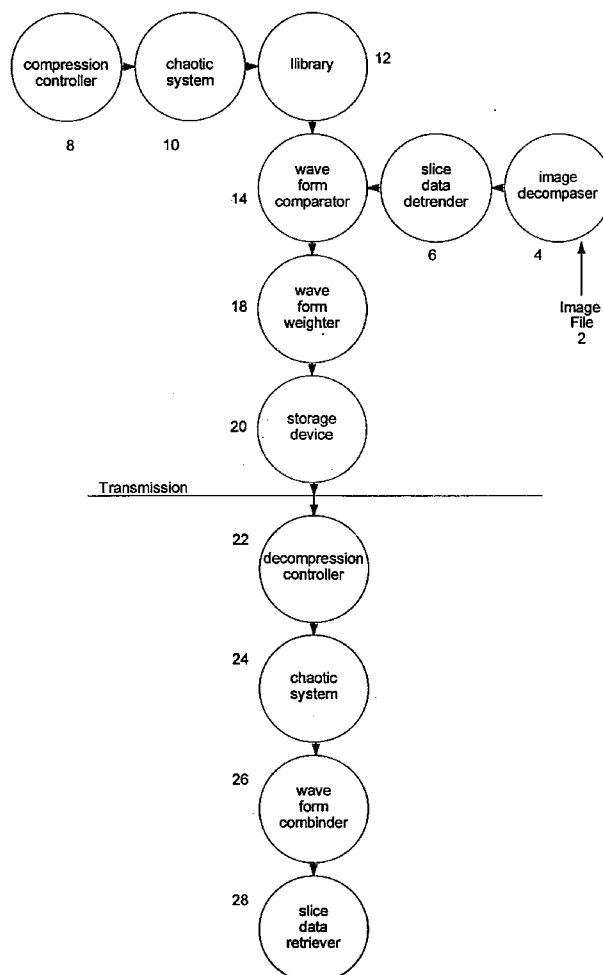 compression
controller
8
chaotic
system
10
Llibrary
12
wave
form
comparator
14
slice
data
detrender
6
image
decompaser
4
Image
File
2
wave
form
weighter
18
storage
device
20
Transmission
22
decompression
controller
24
chaotic
system
26
wave
form
combinder
28
slice
data
retriever